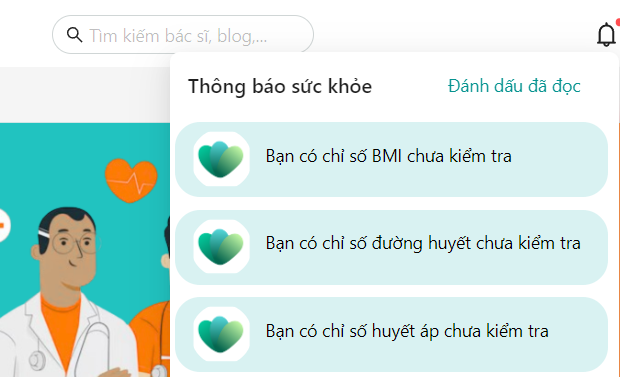 Tìm kiếm bác sĩ, blog,...
Thông báo sức khỏe
Đánh dấu đã đọc
Bạn có chỉ số BMI chưa kiểm tra
Bạn có chỉ số đường huyết chưa kiểm tra
Bạn có chỉ số huyết áp chưa kiểm tra